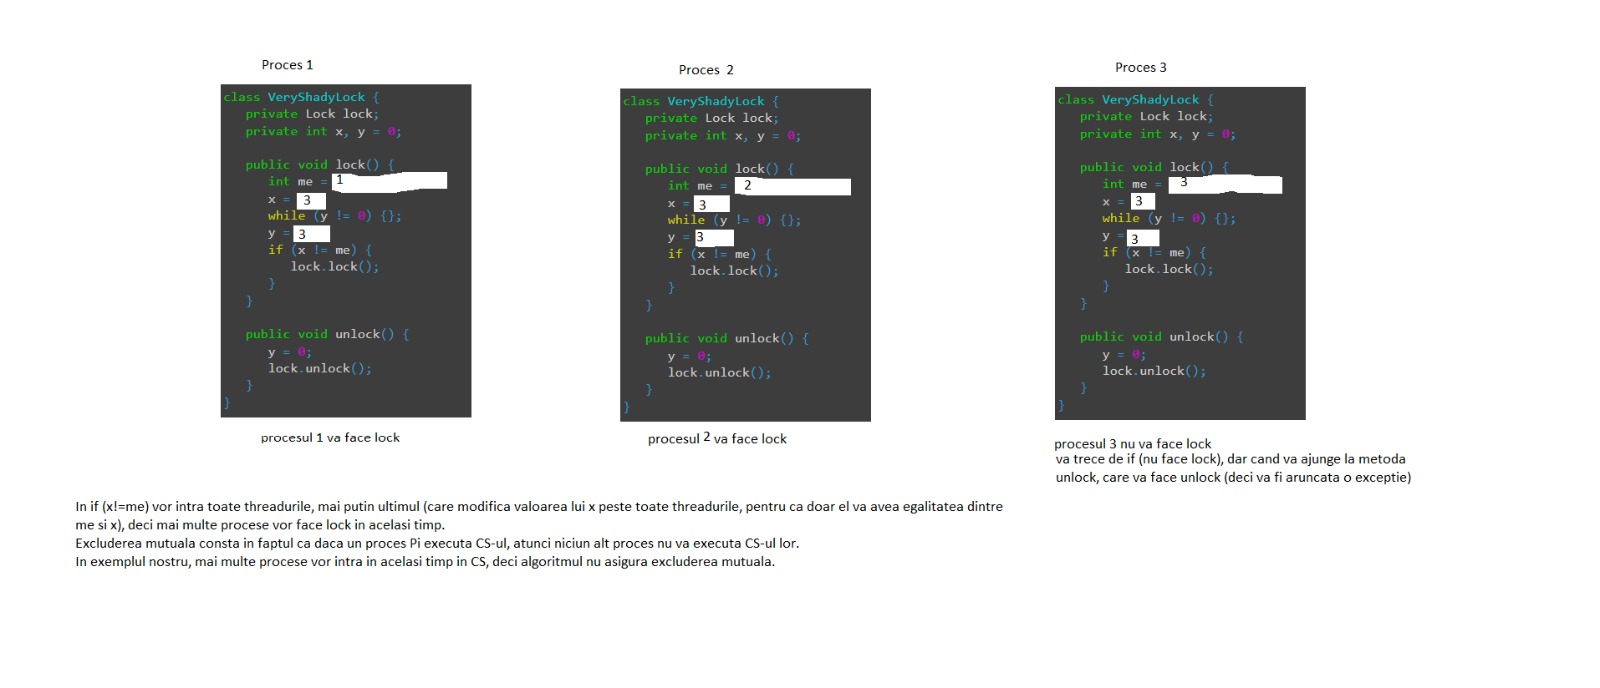 Proces 1
class VeryShadyLock {
private Lock lock;
private int x, y = 0;
public void lock() {
int me = 1
x = 3
while (y != 0) {};
y = 3
if (x != me) {
lock.lock();
}
}
public void unlock() {
y = 0;
lock.unlock();
}
}
procesul 1 va face lock
Proces 2
class VeryShadyLock {
private Lock lock;
private int x, y = 0;
public void lock() {
int me = 2
x = 3
while (y != 0) {};
y = 3
if (x != me) {
lock.lock();
}
}
public void unlock() {
y = 0;
lock.unlock();
}
}
procesul 2 va face lock
Proces 3
class VeryShadyLock {
private Lock lock;
private int x, y = 0;
public void lock() {
int me = 3
x = 3
while (y != 0) {};
y = 3
if (x != me) {
lock.lock();
}
}
public void unlock() {
y = 0;
lock.unlock();
}
}
procesul 3 nu va face lock
va trece de if (nu face lock), dar cand va ajunge la metoda
unlock, care va face unlock (deci va fi aruncata o exceptie)
In if (x!=me) vor intra toate threadurile, mai putin ultimul (care modifica valoarea lui x peste toate threadurile, pentru ca doar el va avea egalitatea dintre
me si x), deci mai multe procese vor face lock in acelasi timp.
Excluderea mutuala consta in faptul ca daca un proces Pi executa CS-ul, atunci niciun alt proces nu va executa CS-ul lor.
In exemplul nostru, mai multe procese vor intra in acelasi timp in CS, deci algoritmul nu asigura excluderea mutuala.